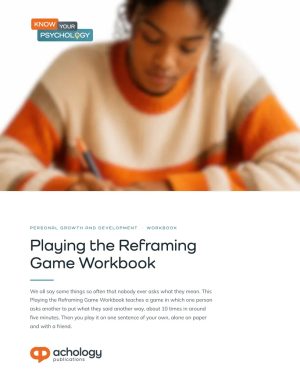 KNOW YOUR
PSYCHOLOGY
PERSONAL GROWTH AND DEVELOPMENT · WORKBOOK
Playing the Reframing
Game Workbook
We all say some things so often that nobody ever asks what they mean. This
Playing the Reframing Game Workbook teaches a game in which one person
asks another to put what they said another way, about 10 times in around
five minutes. Then you play it on one sentence of your own, alone on paper
and with a friend.
achology
publications